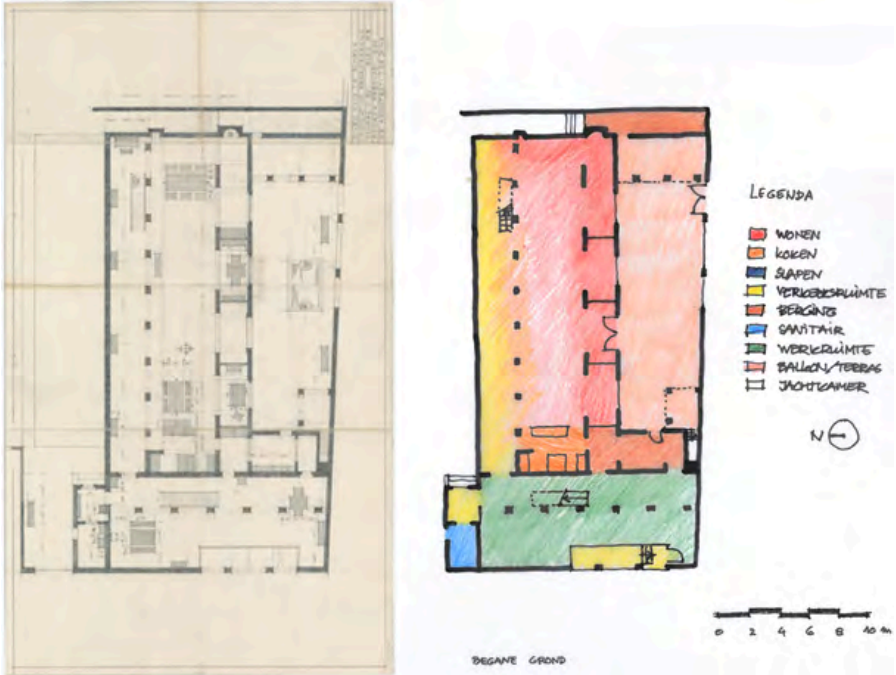 LEGENDA
WONEN
KOKEN
SLAPEN
VERKEERSRUIMTE
BERGING
SANITAIR
WERKRUIMTE
BALKON/TERRAS
JACHTKAMER
N
0 2 4 6 8 10 m
BEGANE GROND